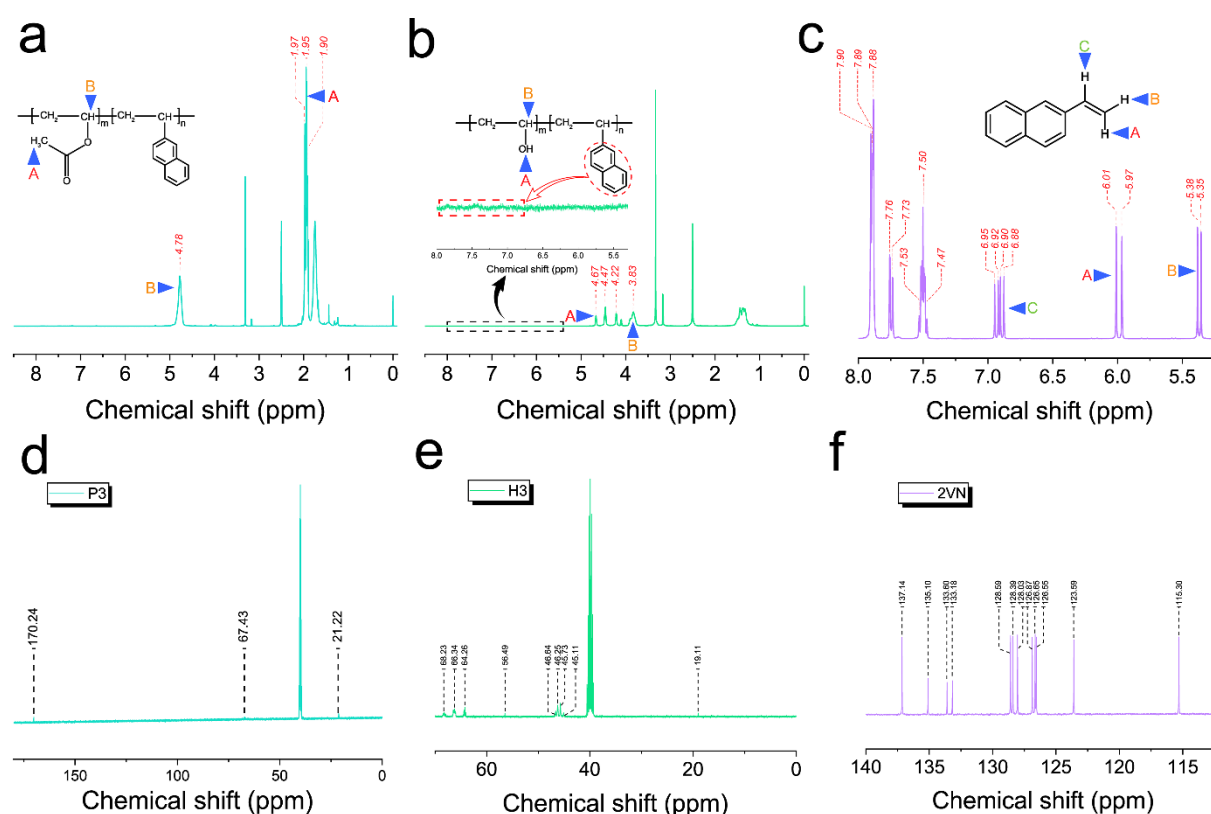 a
1.97
1.95
1.90
A
B
CH₂
CH
m
CH₂
CH
n
H₃C
O
O
A
4.78
B
8 7 6 5 4 3 2 1 0
Chemical shift (ppm)
b
B
CH₂
CH
m
CH₂
CH
n
OH
A
8.0 7.5 7.0 6.5 6.0 5.5
Chemical shift (ppm)
4.67
4.47
4.22
3.83
A
B
8 7 6 5 4 3 2 1 0
Chemical shift (ppm)
c
7.90
7.89
7.88
C
H
H
B
H
A
7.76
7.73
7.53
7.50
7.47
6.95
6.92
6.90
6.88
C
6.01
5.97
A
5.38
5.35
B
8.0 7.5 7.0 6.5 6.0 5.5
Chemical shift (ppm)
d
P3
170.24
67.43
21.22
150 100 50 0
Chemical shift (ppm)
e
H3
68.23
66.34
64.26
56.49
46.64
46.25
45.73
45.11
19.11
60 40 20 0
Chemical shift (ppm)
f
2VN
137.14
135.10
133.60
133.18
128.59
128.39
128.03
126.87
126.65
126.55
123.59
115.30
140 135 130 125 120 115
Chemical shift (ppm)